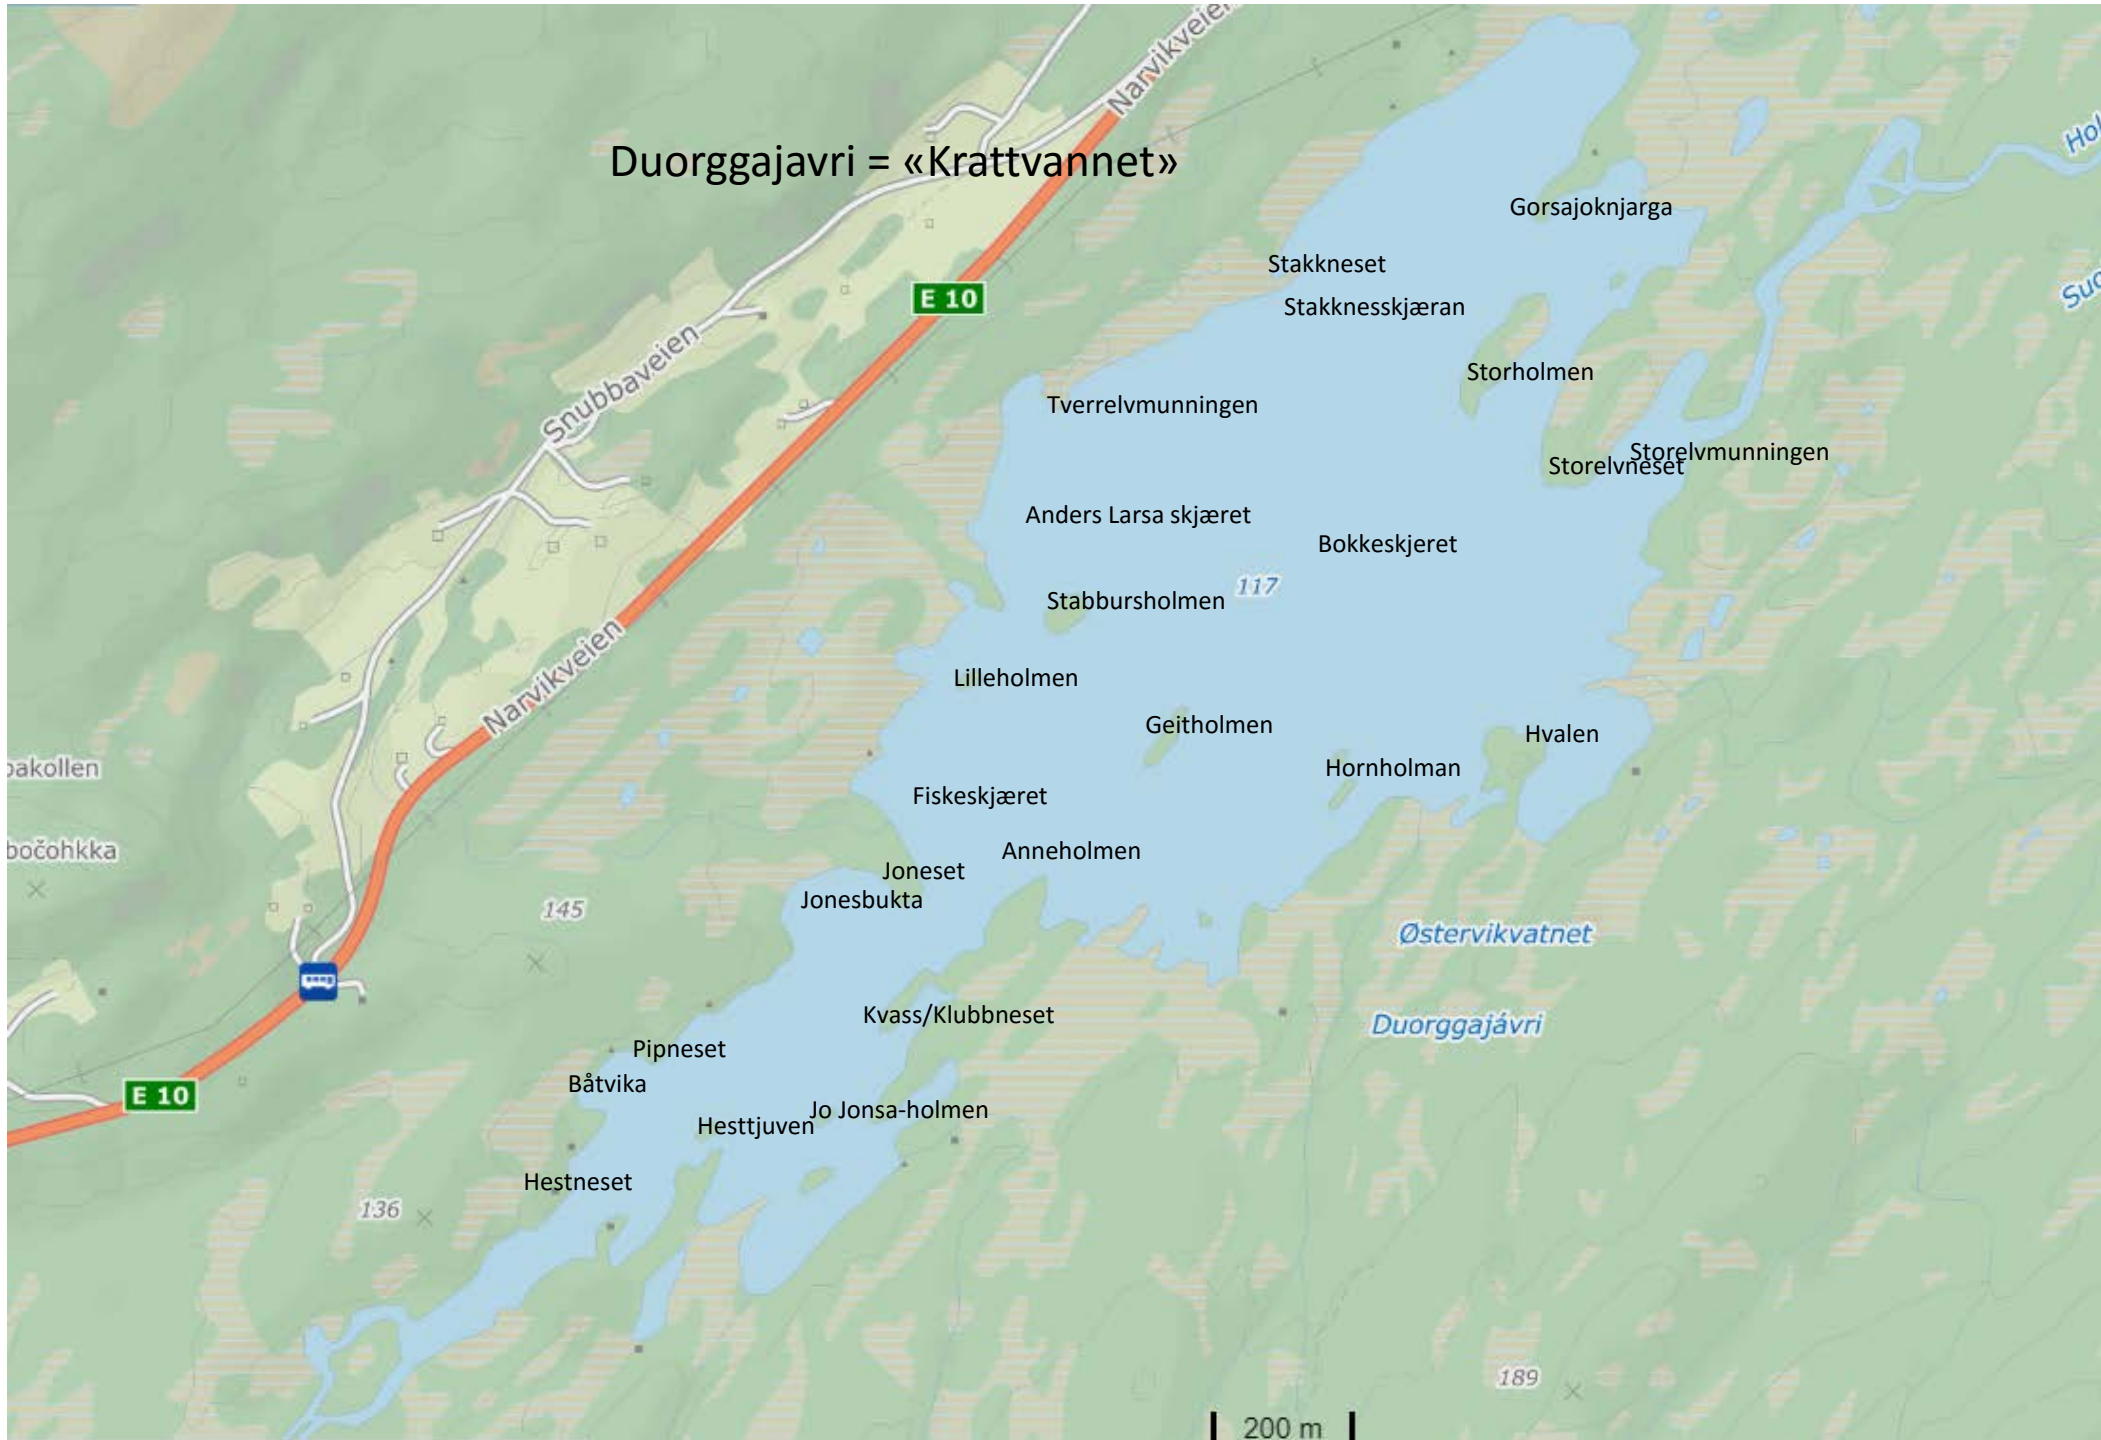 Narvikveien
Duorggajavri = «Krattvannet»
Gorsajoknjarga
Stakkneset
E 10
Stakknesskjæran
Snubbaveien
Storholmen
Tverrelvmunningen
Storelvmunningen
Storelvneset
Anders Larsa skjæret
Bokkeskjeret
117
Stabbursholmen
Narvikveien
Lilleholmen
Geitholmen
Hvalen
Hornholman
akollen
Fiskeskjæret
bočohkka
Anneholmen
Joneset
Jonesbukta
145
Østervikvatnet
Kvass/Klubbneset
Duorggajávri
Pipneset
Båtvika
E 10
Jo Jonsa-holmen
Hesttjuven
Hestneset
136
189
200 m